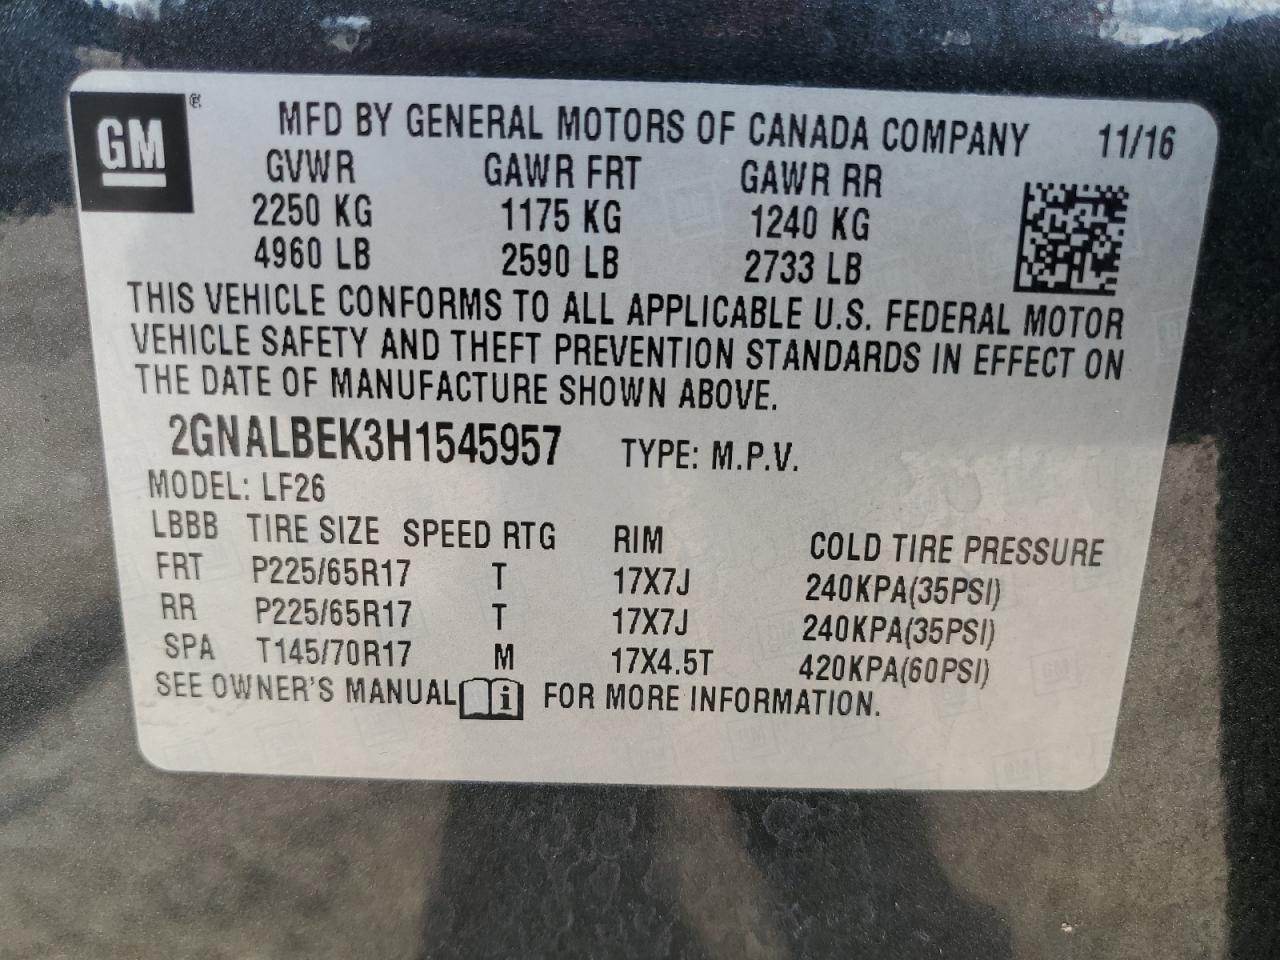 GM ®
MFD BY GENERAL MOTORS OF CANADA COMPANY 11/16
GVWR GAWR FRT GAWR RR
2250 KG 1175 KG 1240 KG
4960 LB 2590 LB 2733 LB
THIS VEHICLE CONFORMS TO ALL APPLICABLE U.S. FEDERAL MOTOR
VEHICLE SAFETY AND THEFT PREVENTION STANDARDS IN EFFECT ON
THE DATE OF MANUFACTURE SHOWN ABOVE.
2GNALBEK3H1545957 TYPE: M.P.V.
MODEL: LF26
LBBB TIRE SIZE SPEED RTG RIM COLD TIRE PRESSURE
FRT P225/65R17 T 17X7J 240KPA(35PSI)
RR P225/65R17 T 17X7J 240KPA(35PSI)
SPA T145/70R17 M 17X4.5T 420KPA(60PSI)
SEE OWNER'S MANUAL i FOR MORE INFORMATION.